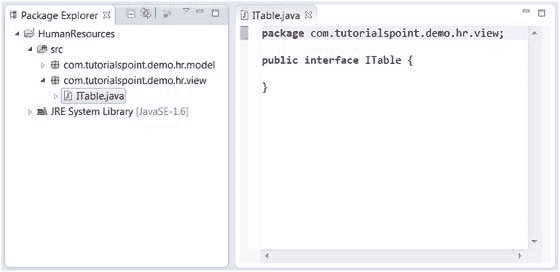 Package Explorer
HumanResources
src
com.tutorialspoint.demo.hr.model
com.tutorialspoint.demo.hr.view
ITable.java
JRE System Library [JavaSE-1.6]
ITable.java
package com.tutorialspoint.demo.hr.view;
public interface ITable {
}